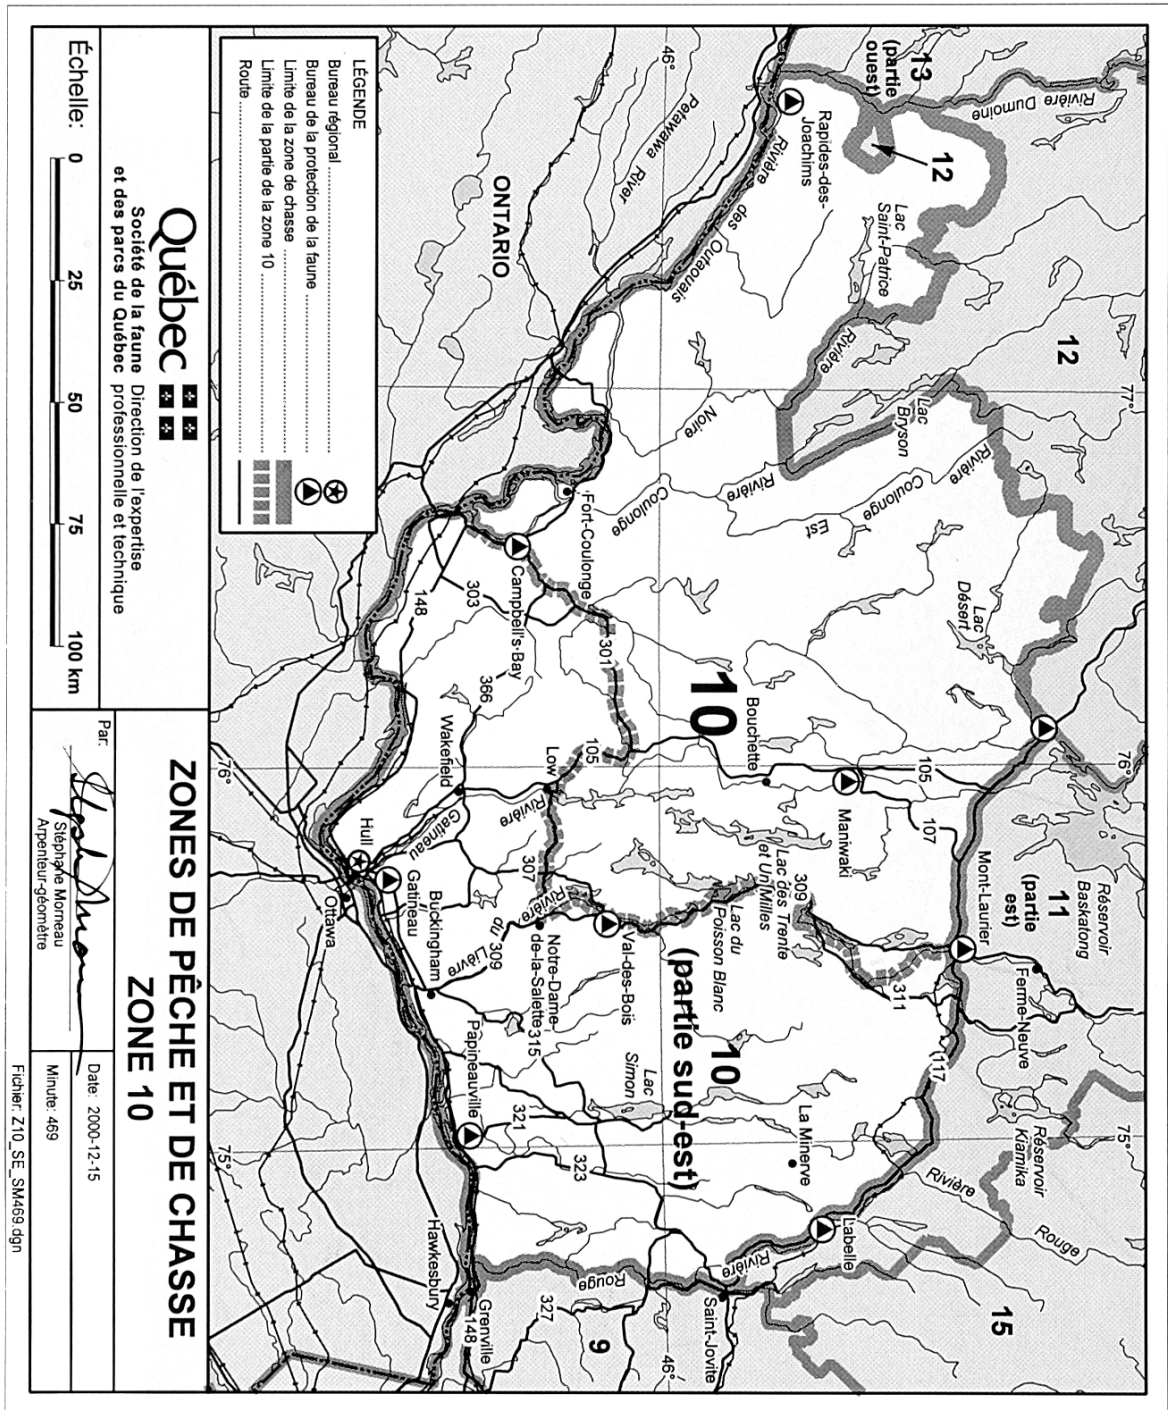 13
(partie
ouest)
Rivière Dumoine
12
Rapides-des-
Joachims
Rivière des Outaouais
Petawawa River
ONTARIO
46°
Lac
Saint-Patrice
12
77°
Rivière
Noire
Lac
Bryson
Rivière
Coulonge
Rivière
Coulonge
Est
Fort-Coulonge
Campbell's-Bay
Lac
Désert
303
148
301
366
10
Bouchette
105
76°
105
107
Maniwaki
Wakefield
Low
Rivière
Gatineau
76°
Hull
Ottawa
Gatineau
Buckingham
307
Rivière
du Lièvre
309
Notre-Dame-
de-la-Salette
Val-des-Bois
Lac des Trente
et Un Milles
309
Lac du
Poisson Blanc
Mont-Laurier
11
(partie
est)
Réservoir
Baskatong
Ferme-Neuve
311
117
10
(partie sud-est)
315
Papineauville
321
323
Lac
Simon
La Minerve
75°
Réservoir
Kiamika
75°
Rivière
Rouge
Labelle
Rivière
Rouge
Saint-Jovite
15
9
46°
327
Hawkesbury
Grenville
148
LÉGENDE
Bureau régional
Bureau de la protection de la faune
Limite de la zone de chasse
Limite de la partie de la zone 10
Route
Québec
Société de la faune
et des parcs du Québec
Direction de l'expertise
professionnelle et technique
Échelle:
0 25 50 75 100 km
ZONES DE PÊCHE ET DE CHASSE
ZONE 10
Par:
Stéphane Morneau
Arpenteur-géomètre
Date: 2000-12-15
Minute: 469
Fichier: Z10_SE_SM469.dgn